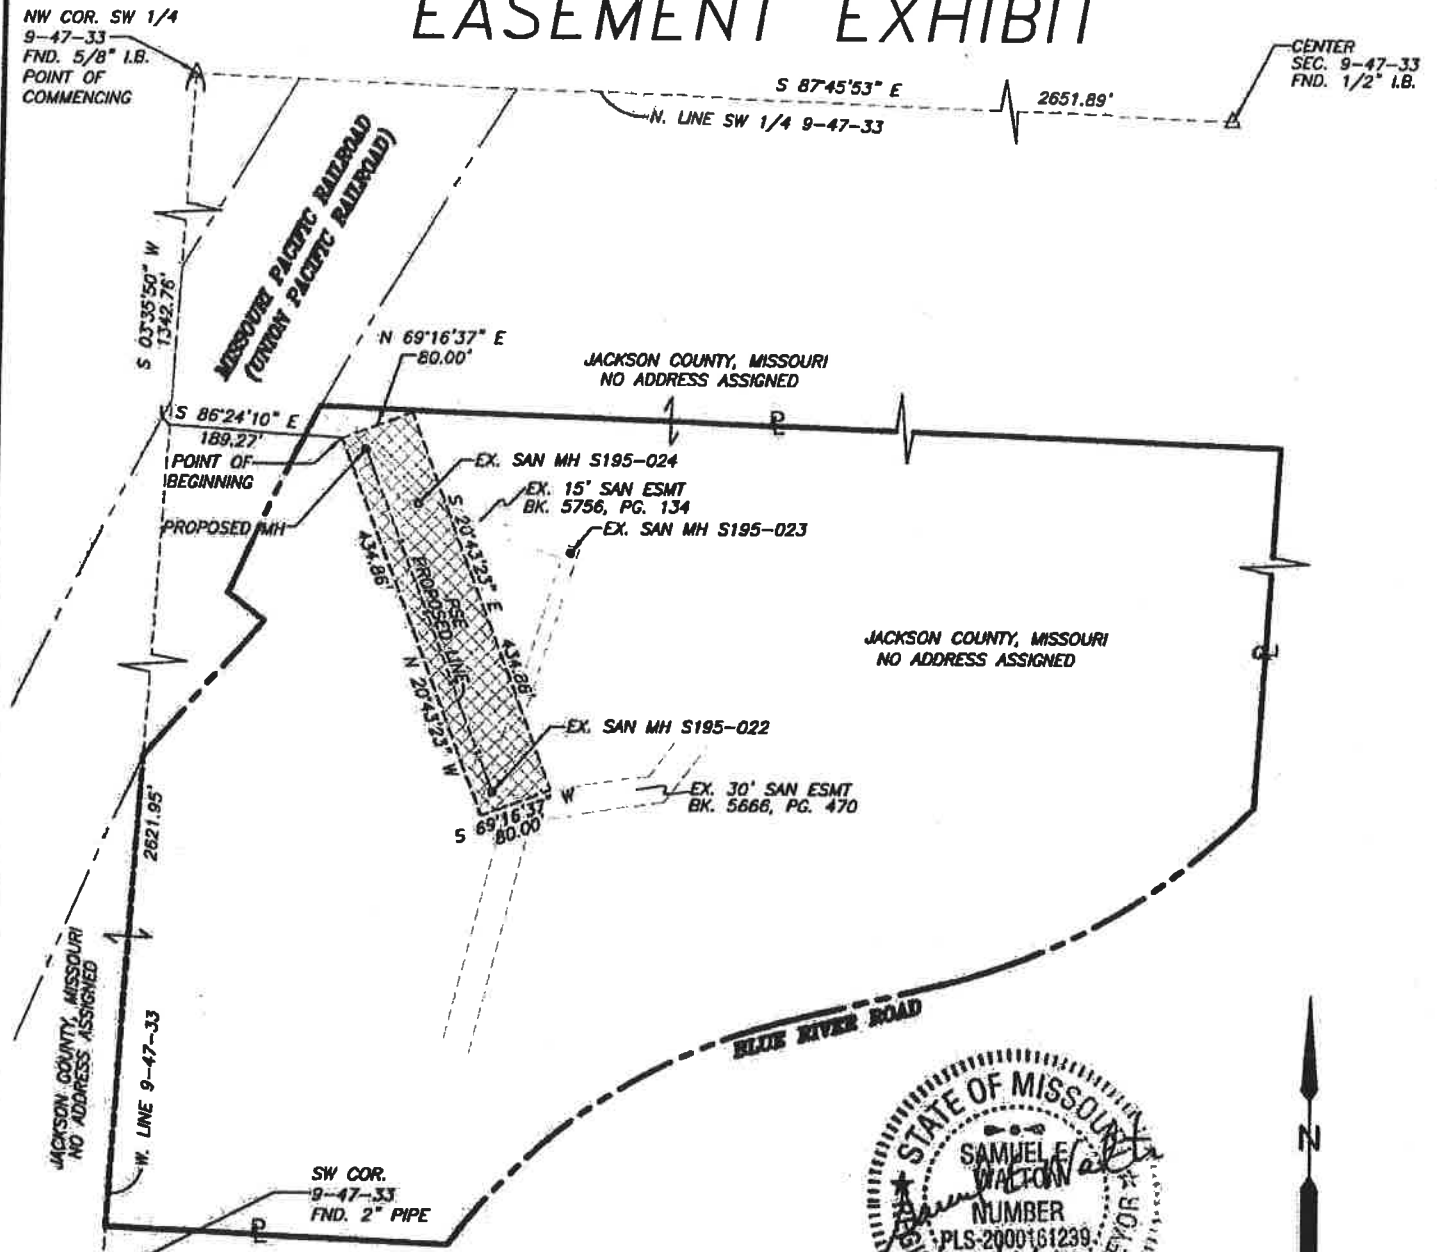 EASEMENT EXHIBIT
NW COR. SW 1/4
9-47-33
FND. 5/8" I.B.
POINT OF
COMMENCING
CENTER
SEC. 9-47-33
FND. 1/2" I.B.
S 87°45'53" E
2651.89'
N. LINE SW 1/4 9-47-33
MISSOURI PACIFIC RAILROAD
(UNION PACIFIC RAILROAD)
S 03°35'50" W
1342.76'
N 69°16'37" E
80.00'
JACKSON COUNTY, MISSOURI
NO ADDRESS ASSIGNED
PL
S 86°24'10" E
189.27'
POINT OF
BEGINNING
EX. SAN MH S195-024
EX. 15' SAN ESMT
BK. 5756, PG. 134
PROPOSED MH
EX. SAN MH S195-023
S 20°43'23" E
434.86'
434.86'
N 20°43'23" W
PSE
PROPOSED LINE
JACKSON COUNTY, MISSOURI
NO ADDRESS ASSIGNED
PL
EX. SAN MH S195-022
EX. 30' SAN ESMT
BK. 5666, PG. 470
S 69°16'37 W
80.00'
2621.95'
JACKSON COUNTY, MISSOURI
NO ADDRESS ASSIGNED
W. LINE 9-47-33
BLUE RIVER ROAD
SW COR.
9-47-33
FND. 2" PIPE
PL
STATE OF MISSOURI
SAMUEL E.
WALTON
NUMBER
PLS-2000161239
N